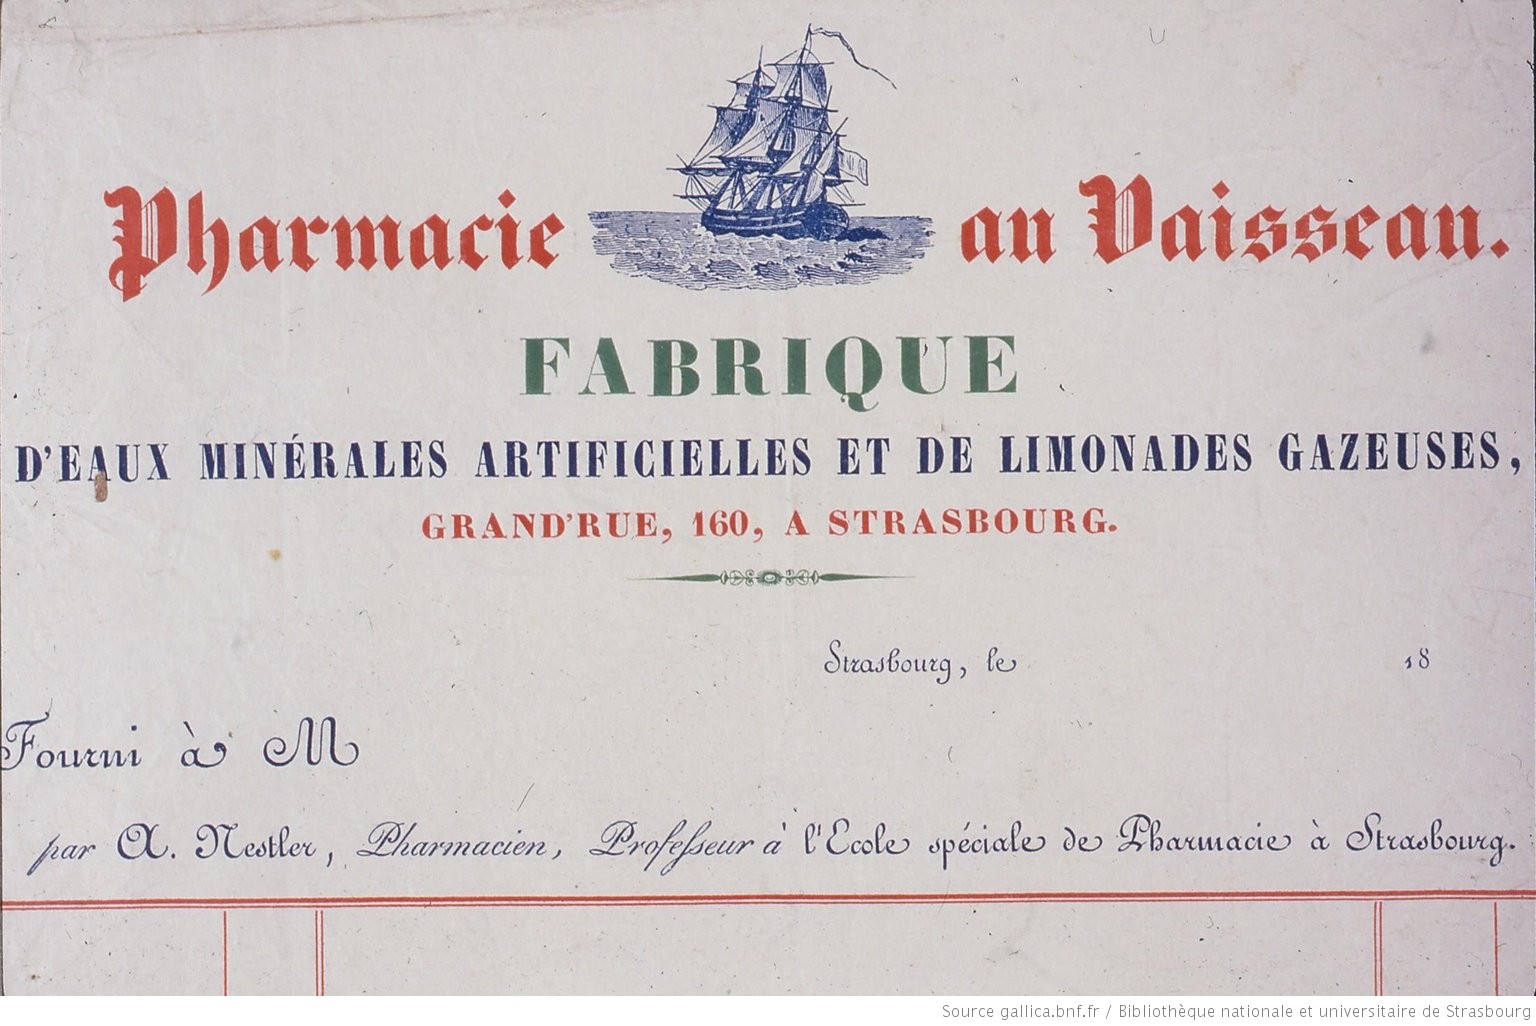 Pharmacie au Vaisseau.
FABRIQUE
D'EAUX MINÉRALES ARTIFICIELLES ET DE LIMONADES GAZEUSES,
GRAND'RUE, 160, A STRASBOURG.
Strasbourg, le 18
Fourni à M
par A. Nestler, Pharmacien, Professeur à l'Ecole spéciale de Pharmacie à Strasbourg.
Source gallica.bnf.fr / Bibliothèque nationale et universitaire de Strasbourg